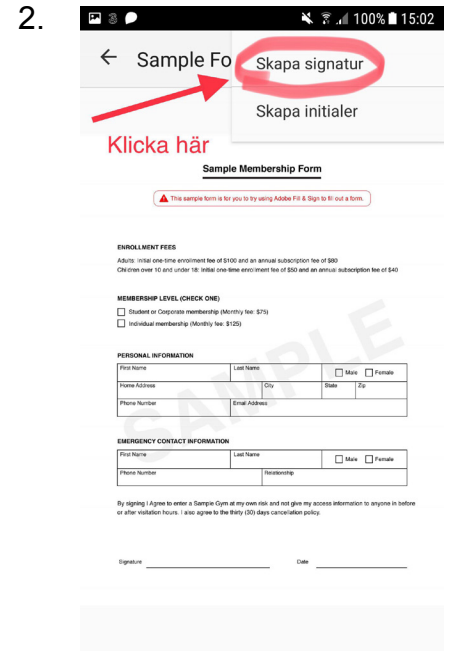 2.
3 100% 15:02
Sample Fo
Skapa signatur
Skapa initialer
Klicka här
Sample Membership Form
This sample form is for you to try using Adobe Fill & Sign to fill out a form.
ENROLLMENT FEES
Adults: Initial one-time enrollment fee of $100 and an annual subscription fee of $80
Children over 10 and under 18: Initial one-time enrollment fee of $50 and an annual subscription fee of $40
MEMBERSHIP LEVEL (CHECK ONE)
Student or Corporate membership (Monthly fee: $75)
Individual membership (Monthly fee: $125)
PERSONAL INFORMATION
First Name Last Name Male Female
Home Address City State Zip
Phone Number Email Address
SAMPLE
EMERGENCY CONTACT INFORMATION
First Name Last Name Male Female
Phone Number Relationship
By signing I Agree to enter a Sample Gym at my own risk and not give my access information to anyone in before
or after visitation hours. I also agree to the thirty (30) days cancellation policy.
Signature Date